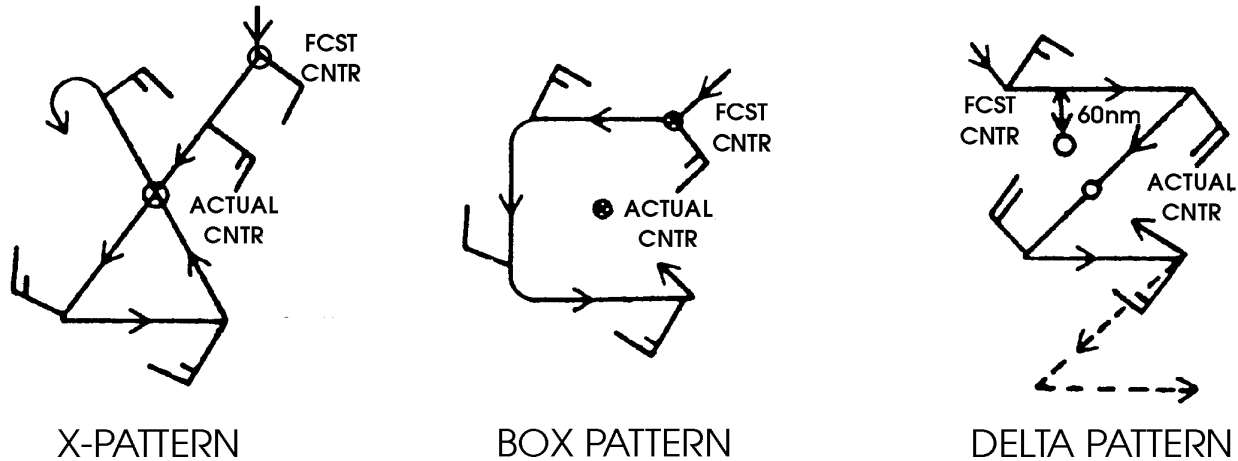 FCST
CNTR
ACTUAL
CNTR
X-PATTERN
FCST
CNTR
ACTUAL
CNTR
BOX PATTERN
FCST
CNTR
60nm
ACTUAL
CNTR
DELTA PATTERN